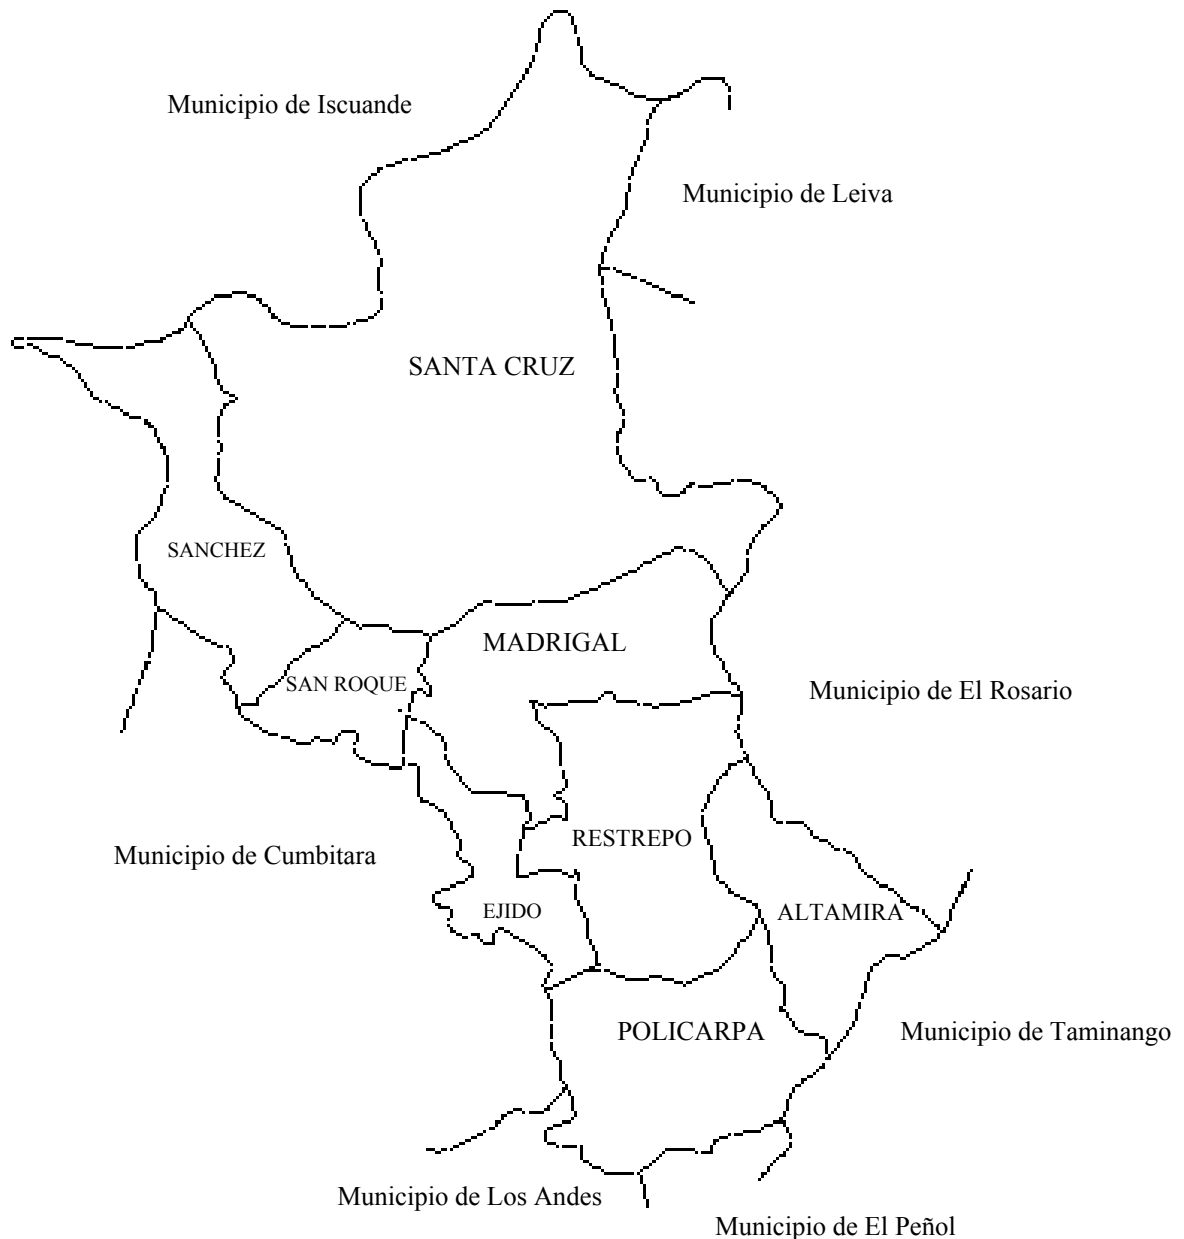 Municipio de Iscuande
Municipio de Leiva
SANTA CRUZ
SANCHEZ
MADRIGAL
SAN ROQUE
Municipio de El Rosario
RESTREPO
Municipio de Cumbitara
EJIDO
ALTAMIRA
POLICARPA
Municipio de Taminango
Municipio de Los Andes
Municipio de El Peñol